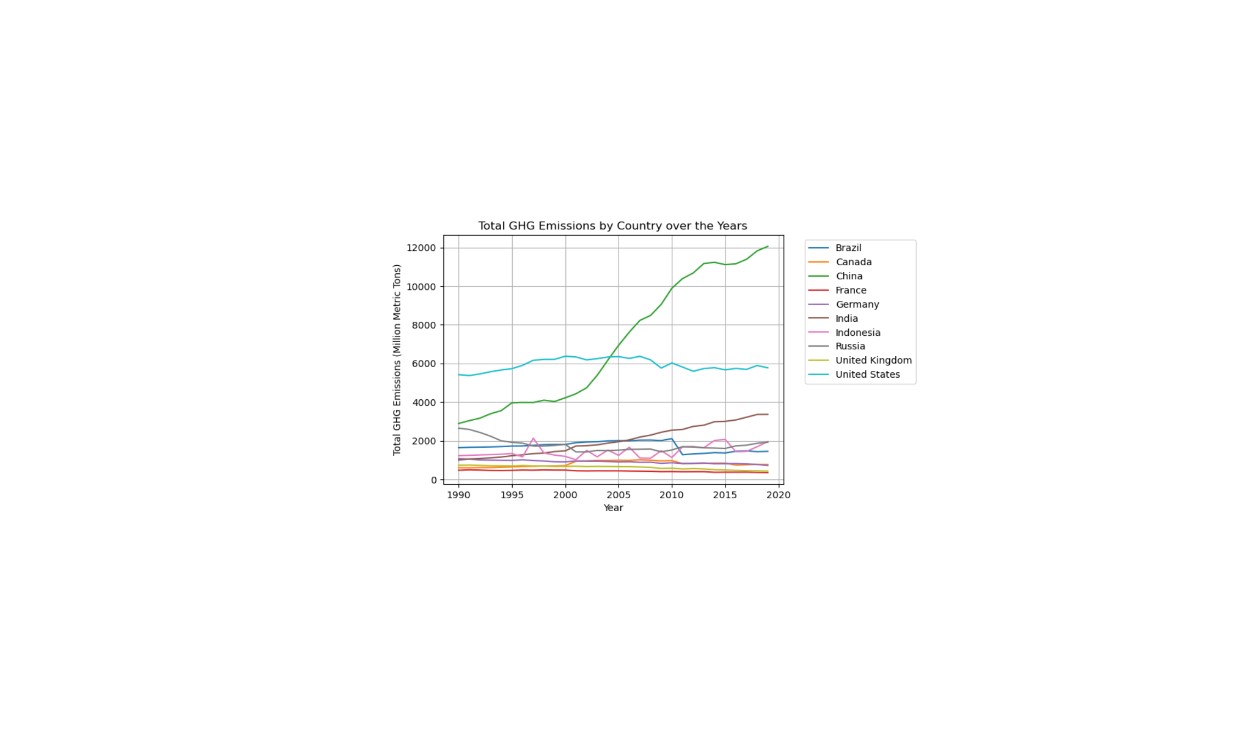 Total GHG Emissions by Country over the Years
Total GHG Emissions (Million Metric Tons)
12000
10000
8000
6000
4000
2000
0
1990 1995 2000 2005 2010 2015 2020
Year
Brazil
Canada
China
France
Germany
India
Indonesia
Russia
United Kingdom
United States